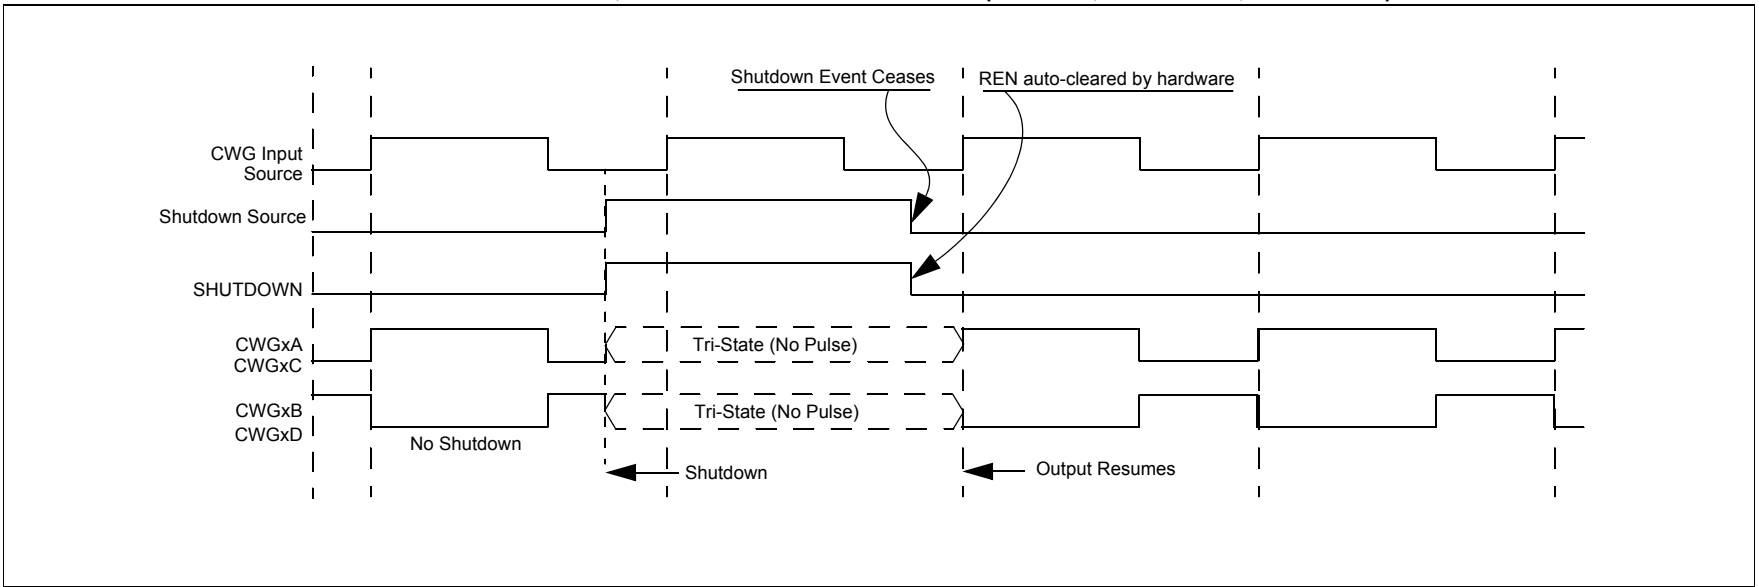 Shutdown Event Ceases
REN auto-cleared by hardware
CWG Input
Source
Shutdown Source
SHUTDOWN
CWGxA
CWGxC
Tri-State (No Pulse)
CWGxB
CWGxD
Tri-State (No Pulse)
No Shutdown
Shutdown
Output Resumes